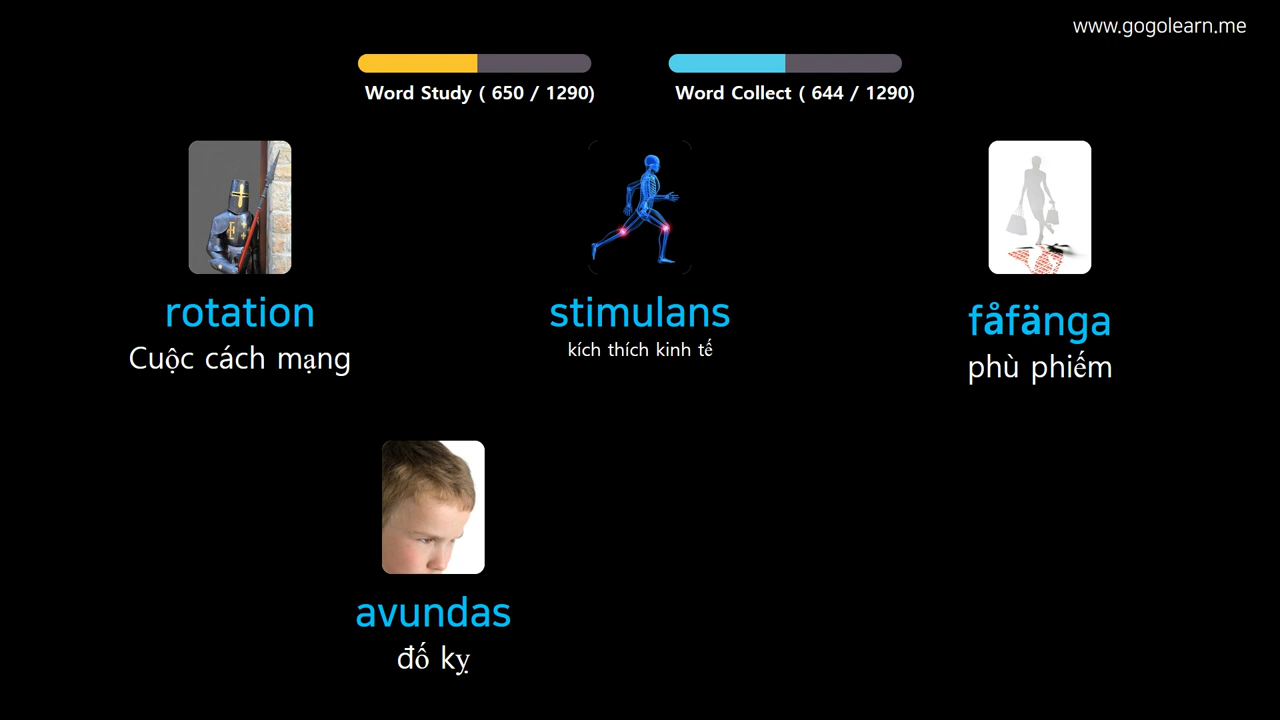 www.gogolearn.me
Word Study ( 650 / 1290)
Word Collect ( 644 / 1290)
rotation
Cuộc cách mạng
stimulans
kích thích kinh tế
fåfänga
phù phiếm
avundas
đố kỵ